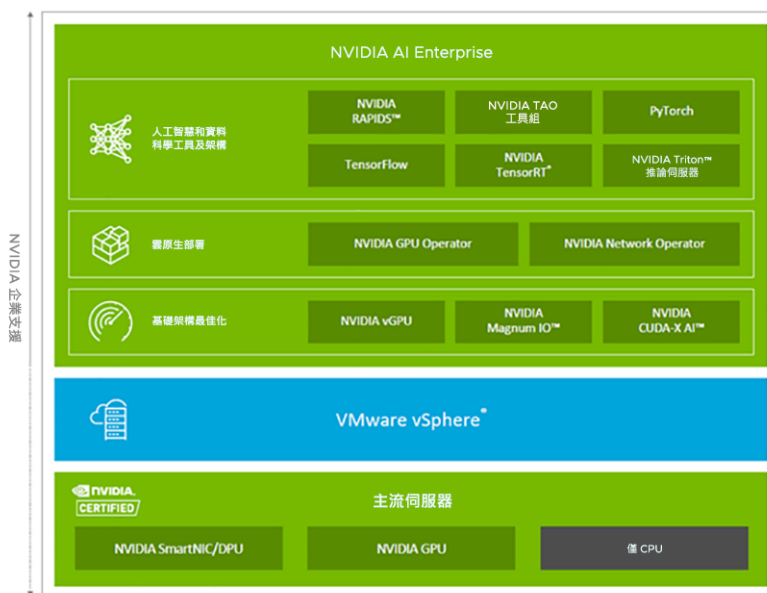 NVIDIA 企業支援
NVIDIA AI Enterprise
人工智慧和資料
科學工具及架構
NVIDIA
RAPIDS™
NVIDIA TAO
工具組
PyTorch
TensorFlow
NVIDIA
TensorRT®
NVIDIA Triton™
推論伺服器
雲原生部署
NVIDIA GPU Operator
NVIDIA Network Operator
基礎架構最佳化
NVIDIA vGPU
NVIDIA
Magnum IO™
NVIDIA
CUDA-X AI™
VMware vSphere®
NVIDIA.
CERTIFIED
主流伺服器
NVIDIA SmartNIC/DPU
NVIDIA GPU
僅 CPU